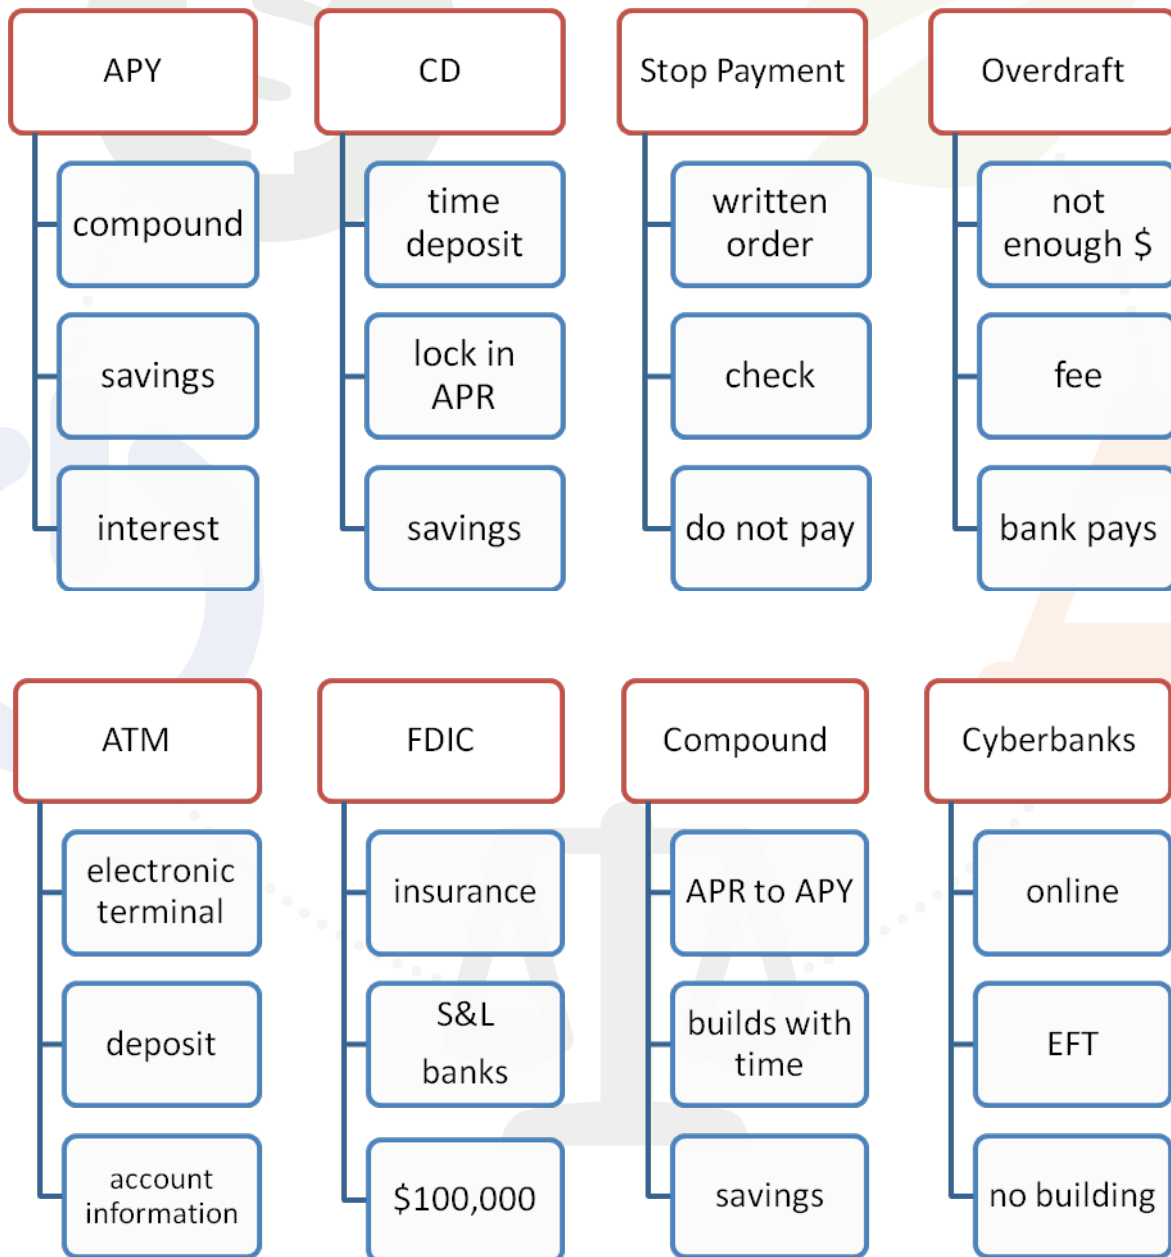 APY
compound
savings
interest
CD
time
deposit
lock in
APR
savings
Stop Payment
written
order
check
do not pay
Overdraft
not
enough $
fee
bank pays
ATM
electronic
terminal
deposit
account
information
FDIC
insurance
S&L
banks
$100,000
Compound
APR to APY
builds with
time
savings
Cyberbanks
online
EFT
no building